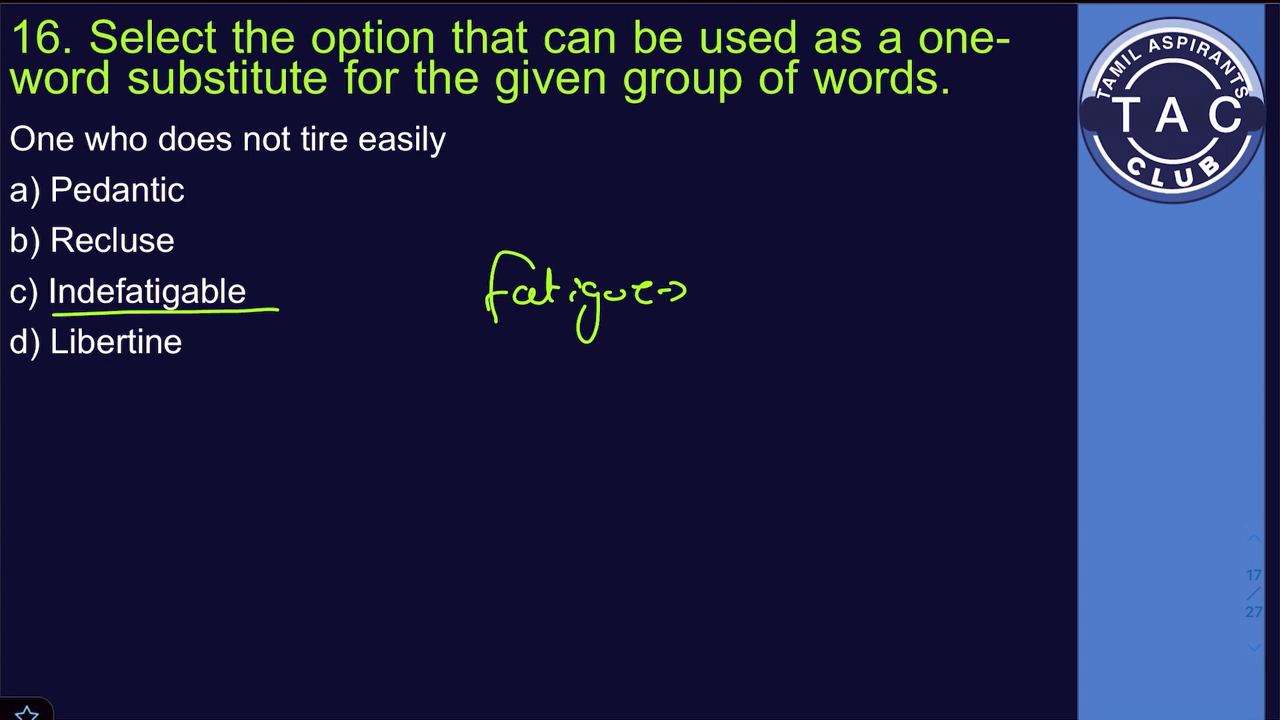 16. Select the option that can be used as a one-
word substitute for the given group of words.
One who does not tire easily
a) Pedantic
b) Recluse
c) Indefatigable
d) Libertine
Fatigue->
TAMIL ASPIRANTS
TAC
CLUB
17
/
27